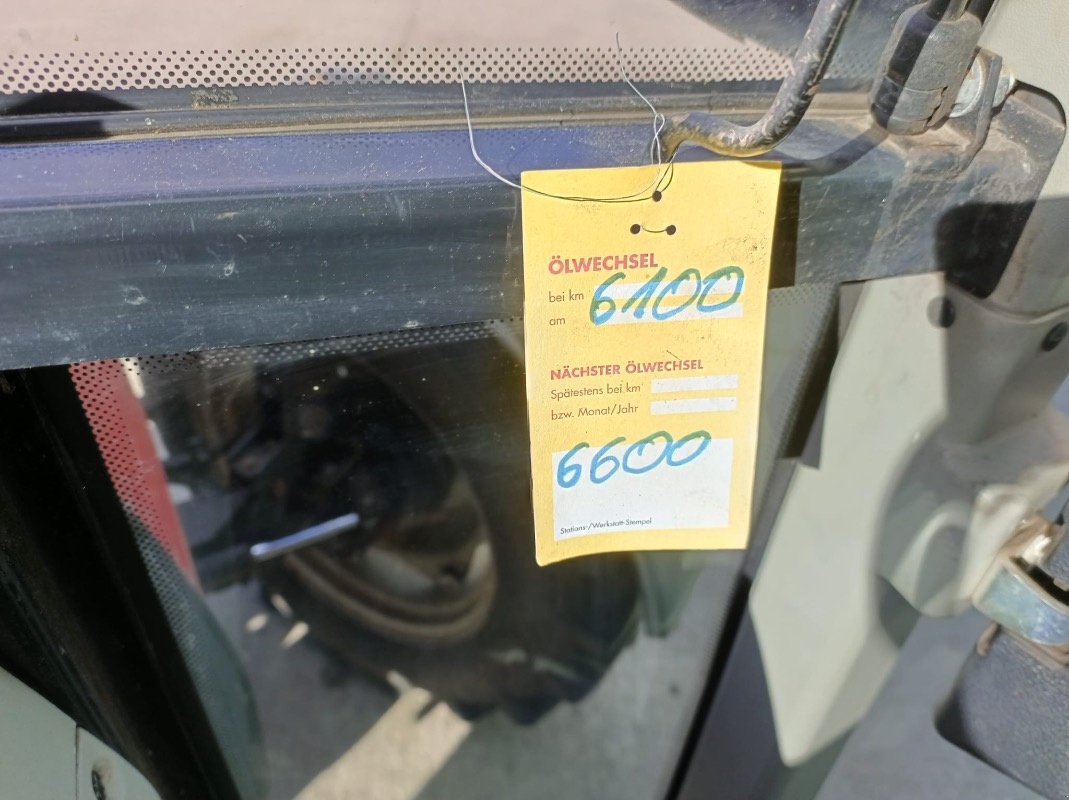 ÖLWECHSEL
bei km 6100
am
NÄCHSTER ÖLWECHSEL
Spätestens bei km
bzw. Monat/Jahr
6600
Stations-/Werkstatt-Stempel